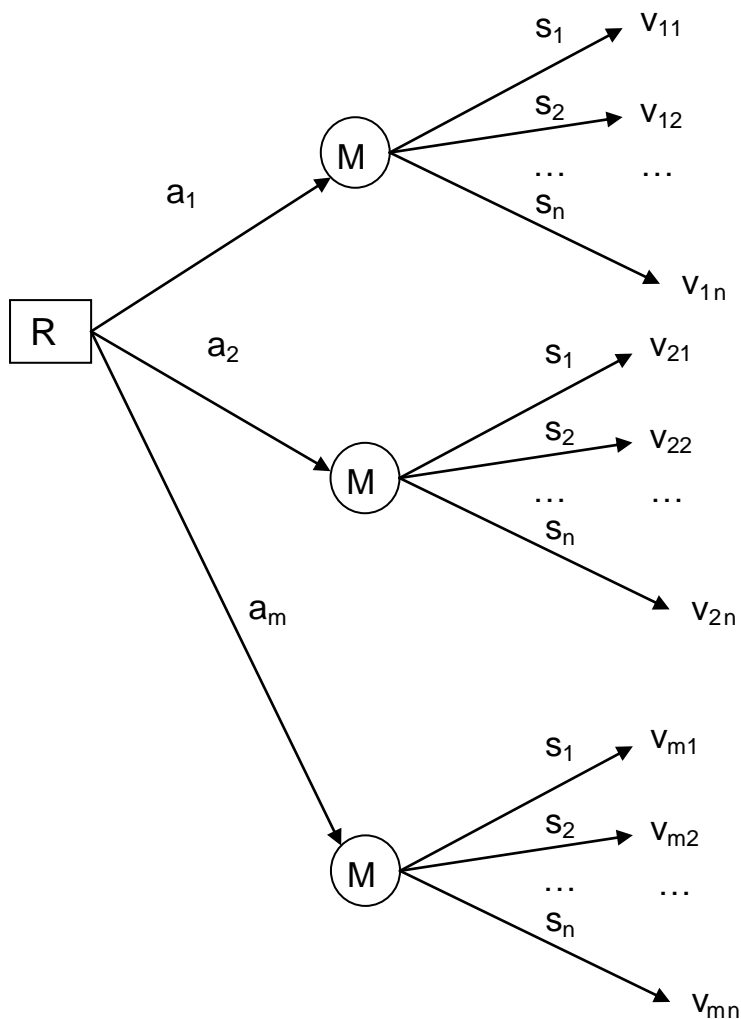 s₁ v₁₁
s₂ v₁₂
M
... ...
a₁
sₙ
v₁ₙ
R
a₂
s₁ v₂₁
s₂ v₂₂
M
... ...
sₙ
aₘ
v₂ₙ
s₁ vₘ₁
s₂ vₘ₂
M
... ...
sₙ
vₘₙ